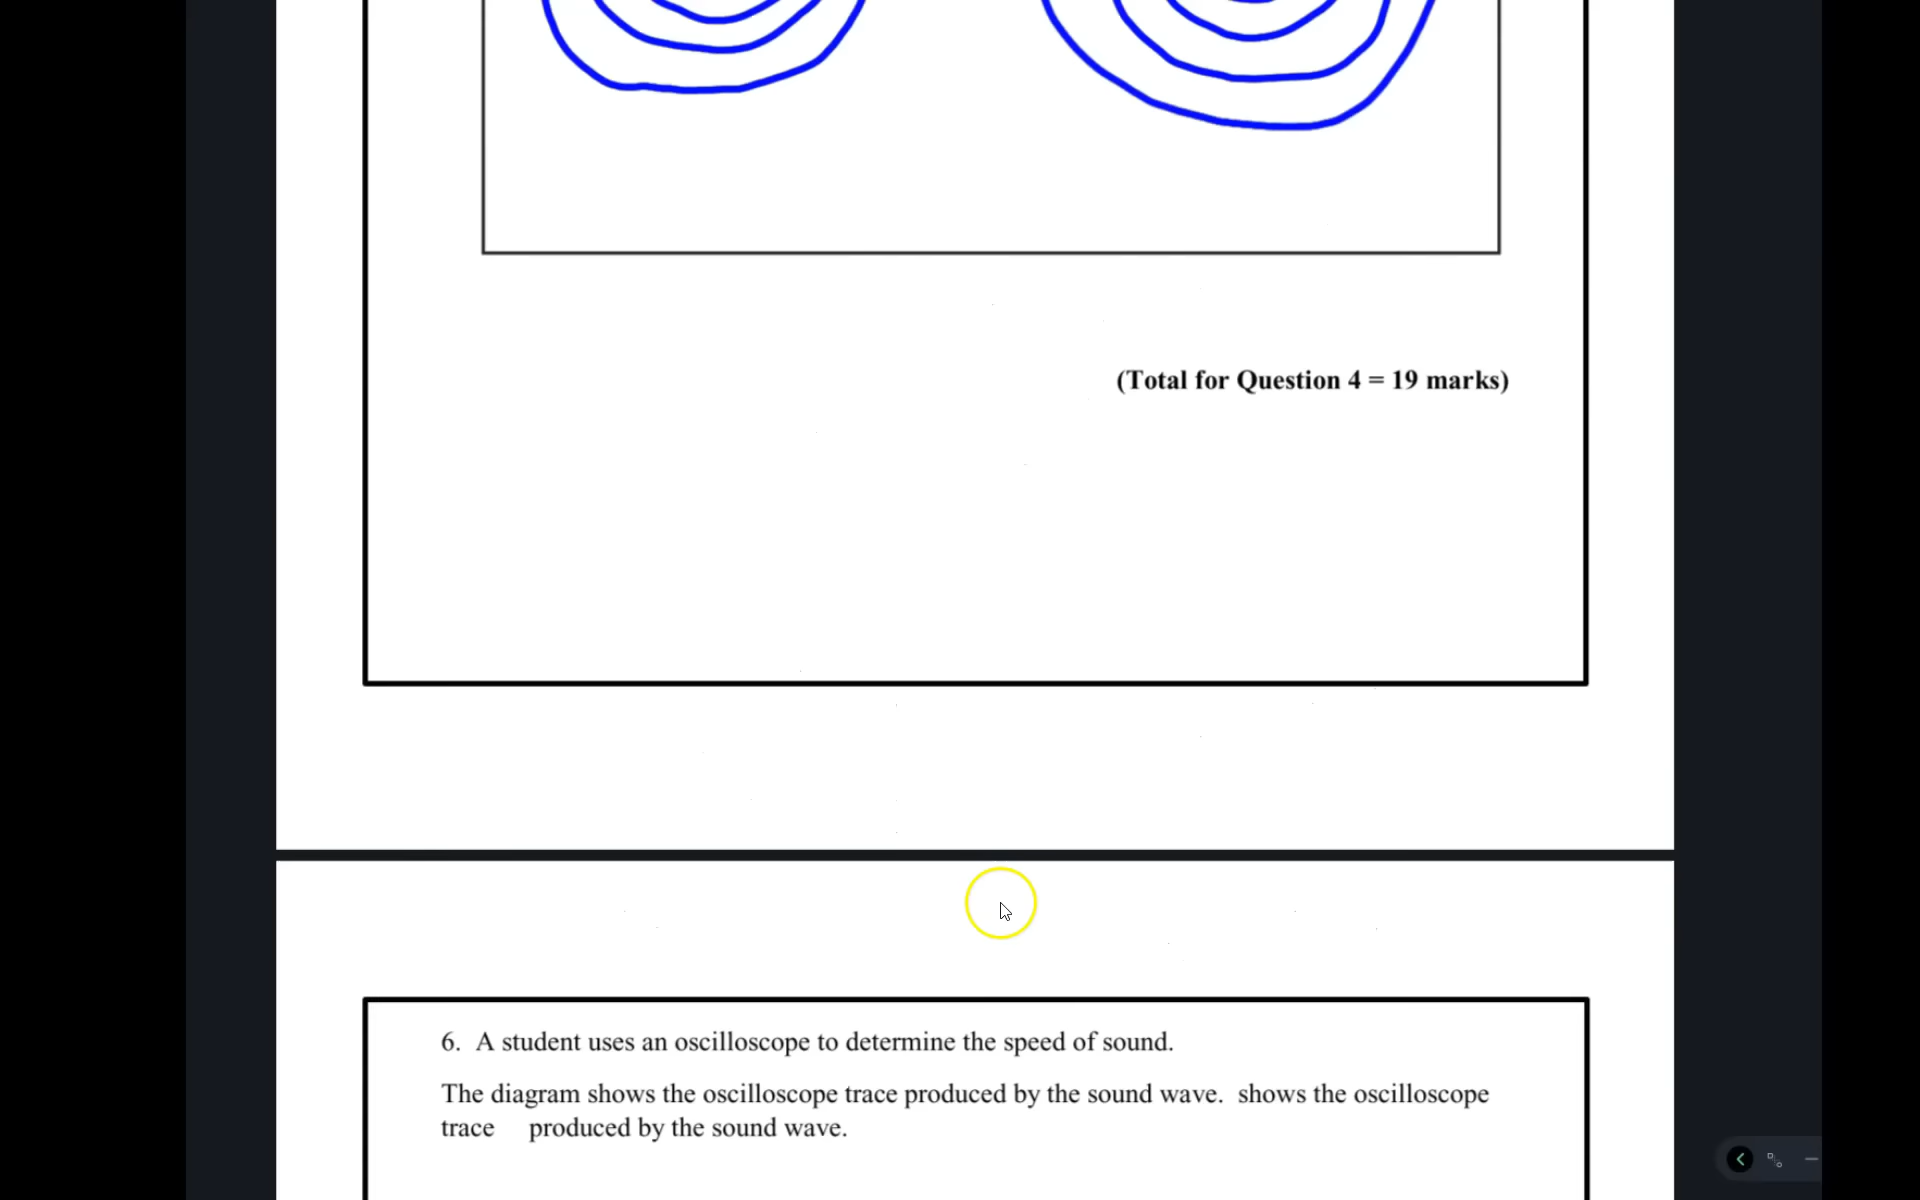 (Total for Question 4 = 19 marks)
6. A student uses an oscilloscope to determine the speed of sound.
The diagram shows the oscilloscope trace produced by the sound wave. shows the oscilloscope
trace produced by the sound wave.